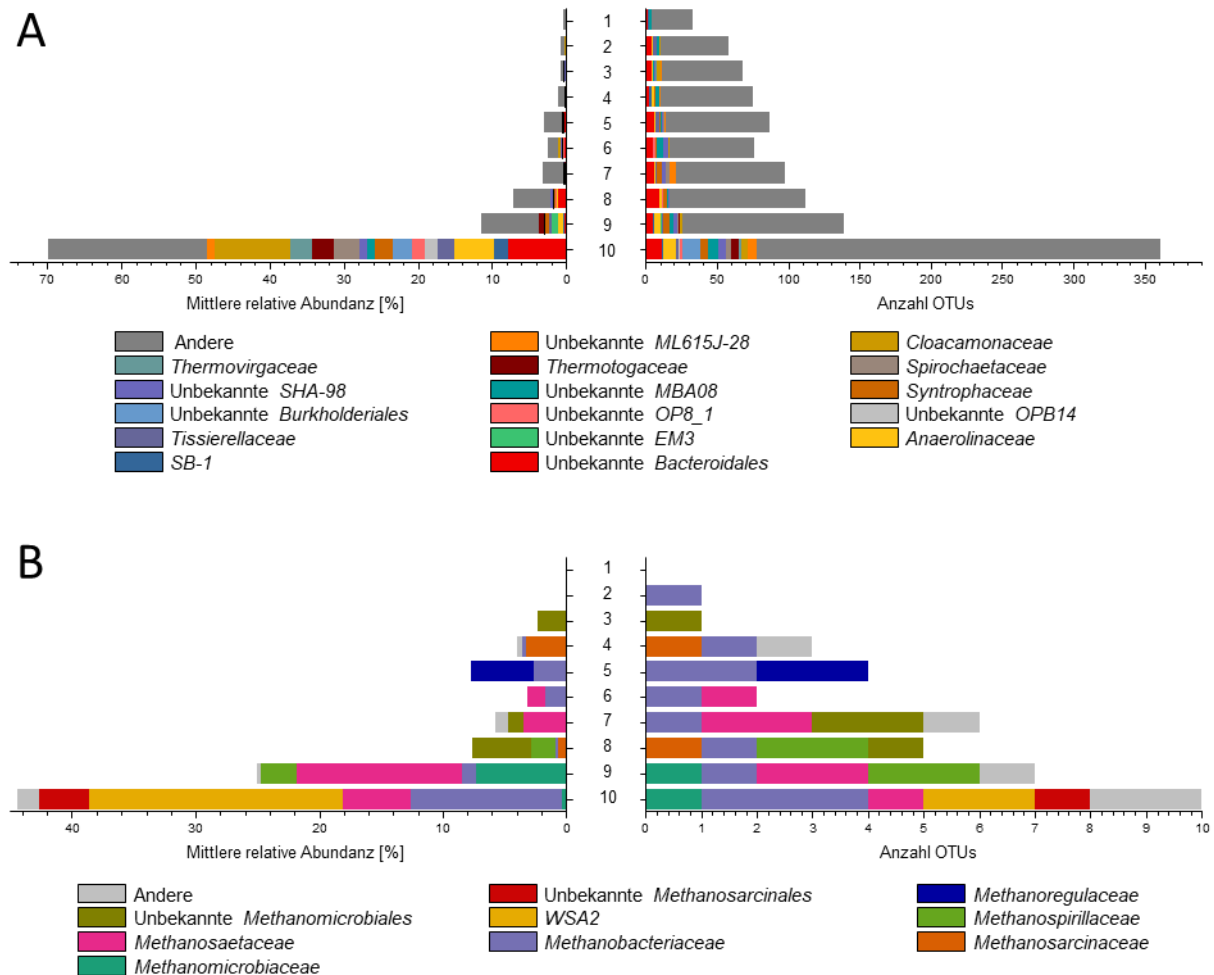 A
1
2
3
4
5
6
7
8
9
10
70 60 50 40 30 20 10 0
0 50 100 150 200 250 300 350
Mittlere relative Abundanz [%]
Anzahl OTUs
Andere
Unbekannte ML615J-28
Cloacamonaceae
Thermovirgaceae
Thermotogaceae
Spirochaetaceae
Unbekannte SHA-98
Unbekannte MBA08
Syntrophaceae
Unbekannte Burkholderiales
Unbekannte OP8_1
Unbekannte OPB14
Tissierellaceae
Unbekannte EM3
Anaerolinaceae
SB-1
Unbekannte Bacteroidales
B
1
2
3
4
5
6
7
8
9
10
40 30 20 10 0
0 1 2 3 4 5 6 7 8 9 10
Mittlere relative Abundanz [%]
Anzahl OTUs
Andere
Unbekannte Methanosarcinales
Methanoregulaceae
Unbekannte Methanomicrobiales
WSA2
Methanospirillaceae
Methanosaetaceae
Methanobacteriaceae
Methanosarcinaceae
Methanomicrobiaceae